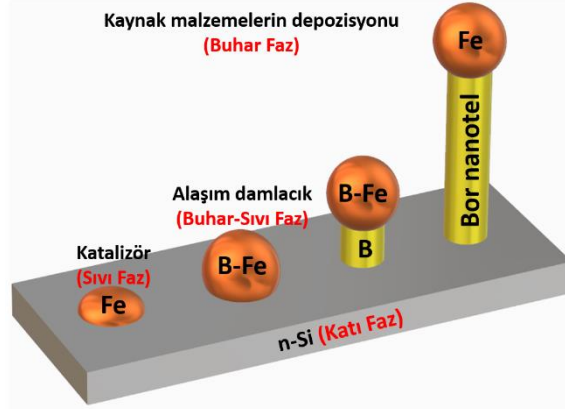 Kaynak malzemelerin depozisyonu
(Buhar Faz)
Fe
Bor nanotel
Alaşım damlacık
(Buhar-Sıvı Faz)
B-Fe
B
Katalizör
(Sıvı Faz)
B-Fe
Fe
n-Si (Katı Faz)